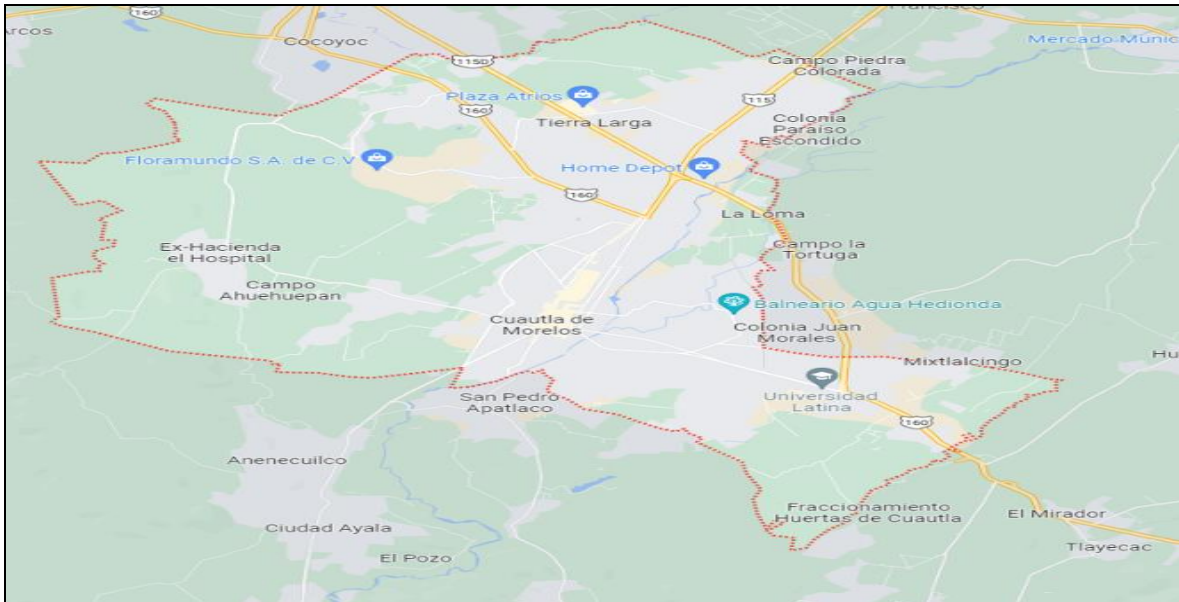 Francisco
160
Arcos
Cocoyoc
Mercado Munic
1150
Campo Piedra
Colorada
Plaza Atrios
160
115
Tierra Larga
Colonia
Paraíso
Escondido
Floramundo S.A. de C.V
Home Depot
160
La Loma
Ex-Hacienda
el Hospital
Campo la
Tortuga
Campo
Ahuehuepan
Balneario Agua Hedionda
Cuautla de
Morelos
Colonia Juan
Morales
Mixtlalcingo
Hu
San Pedro
Apatlaco
Universidad
Latina
160
Anenecuilco
Fraccionamiento
Huertas de Cuautla
El Mirador
Ciudad Ayala
Tlayecac
El Pozo